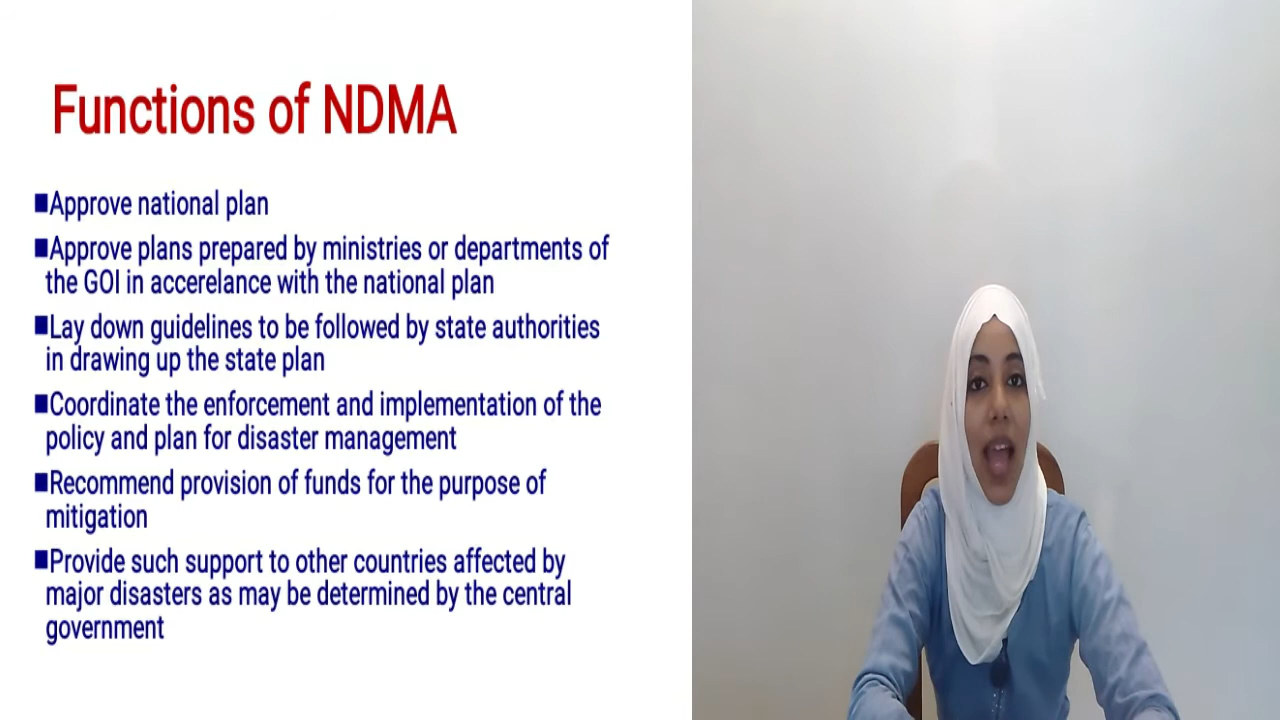 Functions of NDMA
■Approve national plan
■Approve plans prepared by ministries or departments of
the GOI in accerelance with the national plan
■Lay down guidelines to be followed by state authorities
in drawing up the state plan
■Coordinate the enforcement and implementation of the
policy and plan for disaster management
■Recommend provision of funds for the purpose of
mitigation
■Provide such support to other countries affected by
major disasters as may be determined by the central
government